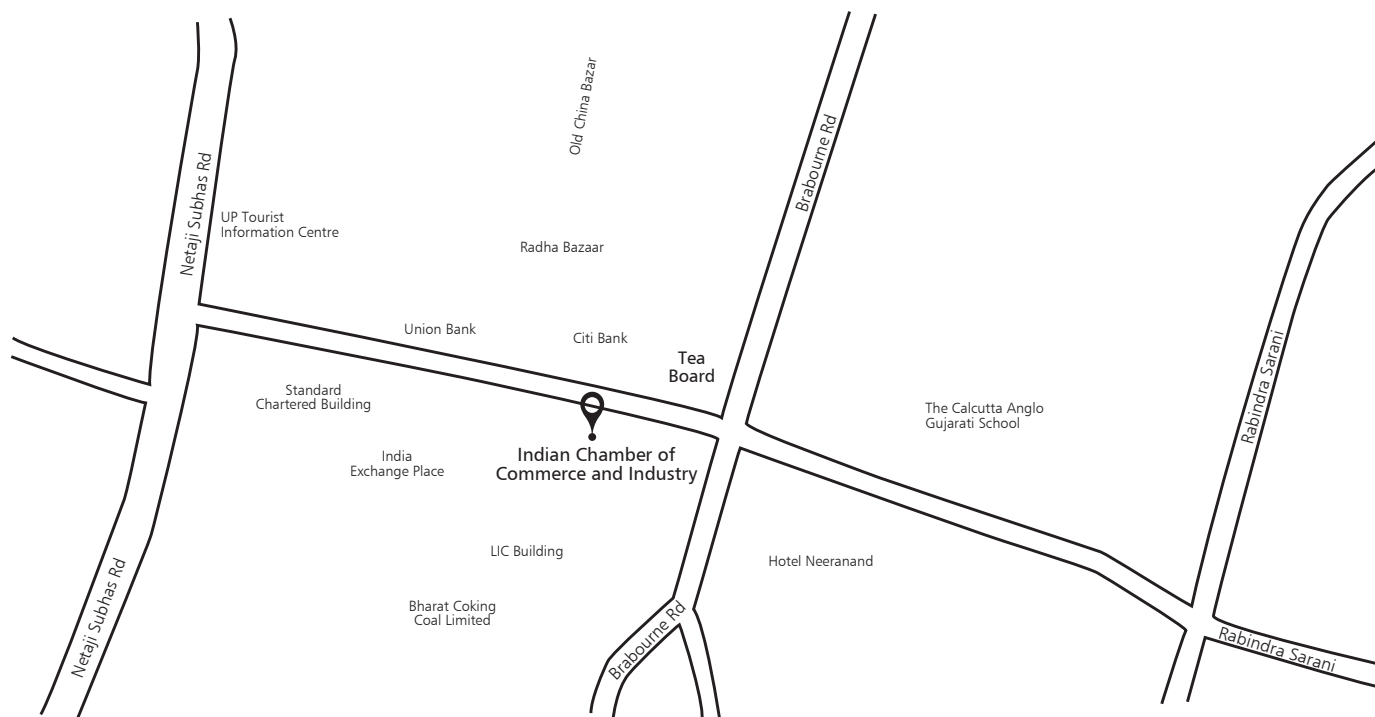 Old China Bazar
Brabourne Rd
Netaji Subhas Rd
UP Tourist
Information Centre
Radha Bazaar
Union Bank
Citi Bank
Tea
Board
Rabindra Sarani
Standard
Chartered Building
The Calcutta Anglo
Gujarati School
India
Exchange Place
Indian Chamber of
Commerce and Industry
LIC Building
Hotel Neeranand
Netaji Subhas Rd
Bharat Coking
Coal Limited
Brabourne Rd
Rabindra Sarani